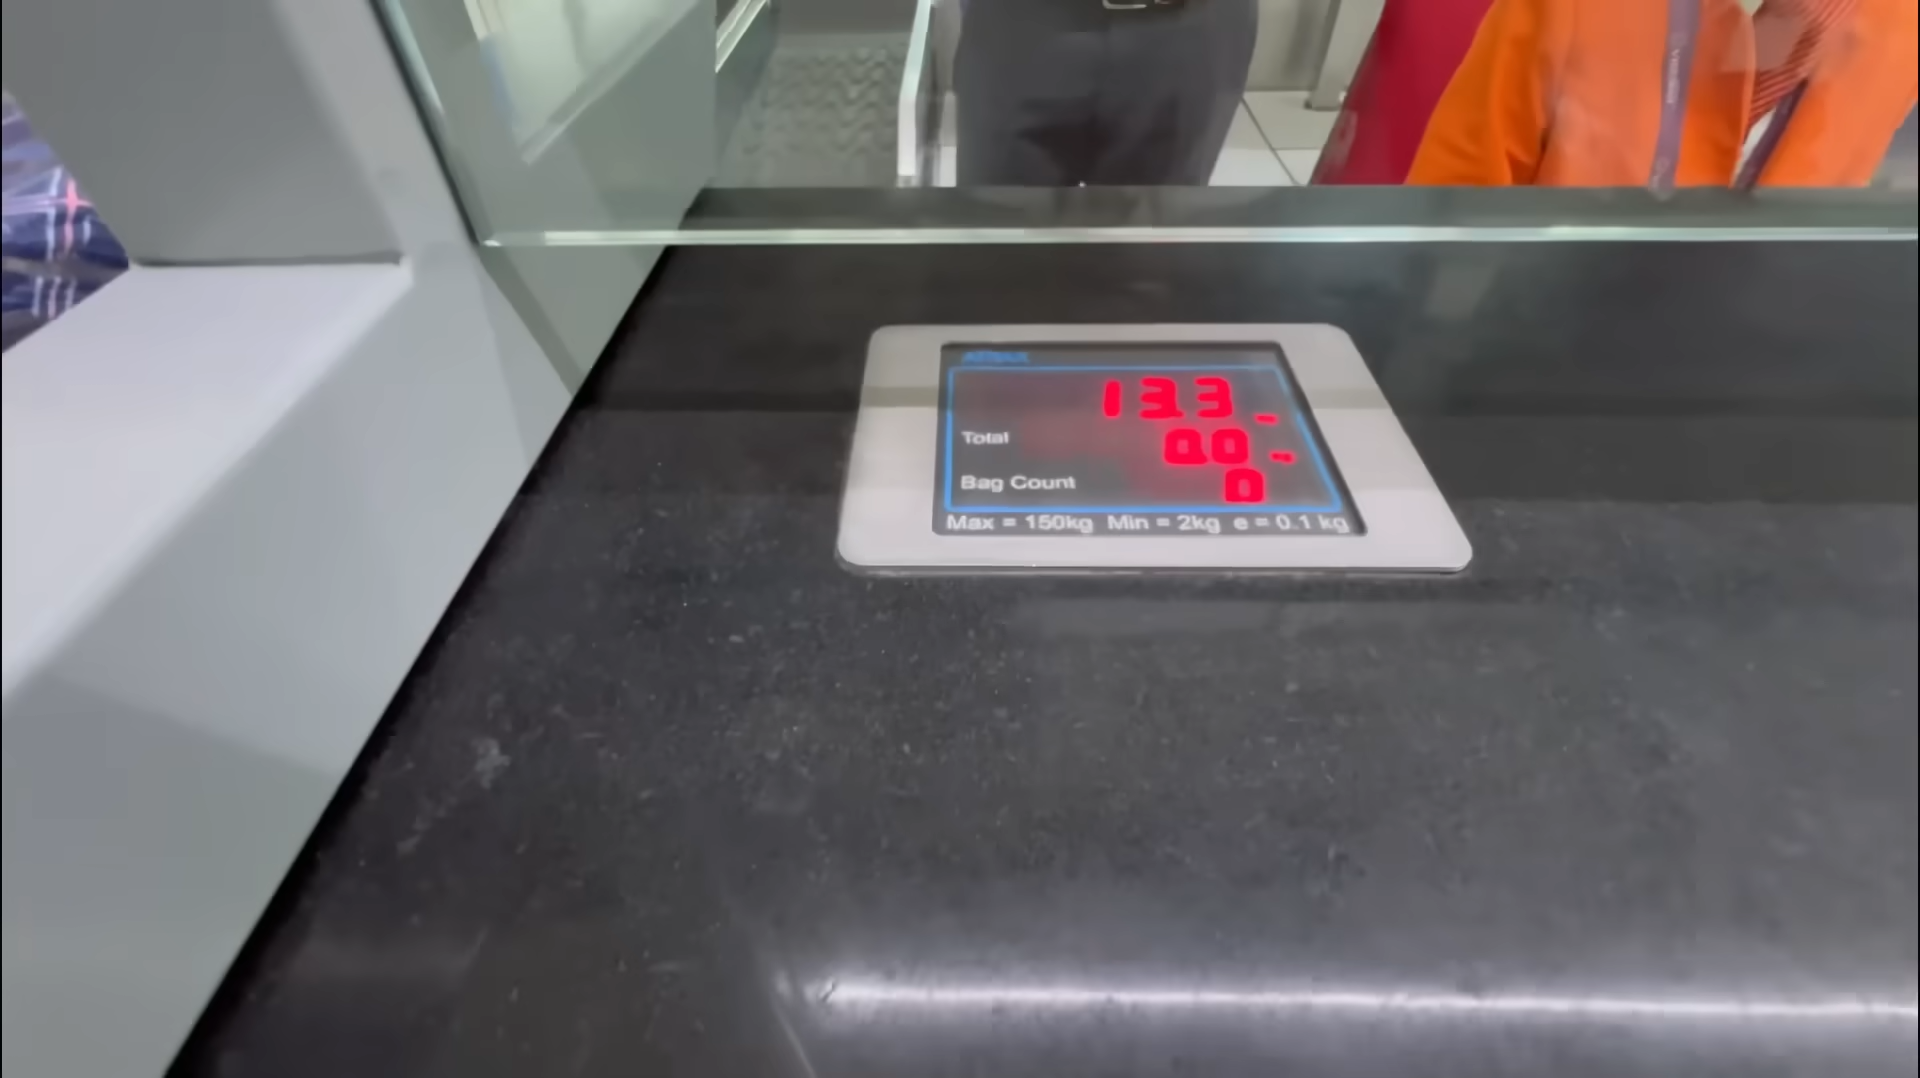 13.3
Total 0.0
Bag Count 0
Max = 150kg Min = 2kg e = 0.1 kg